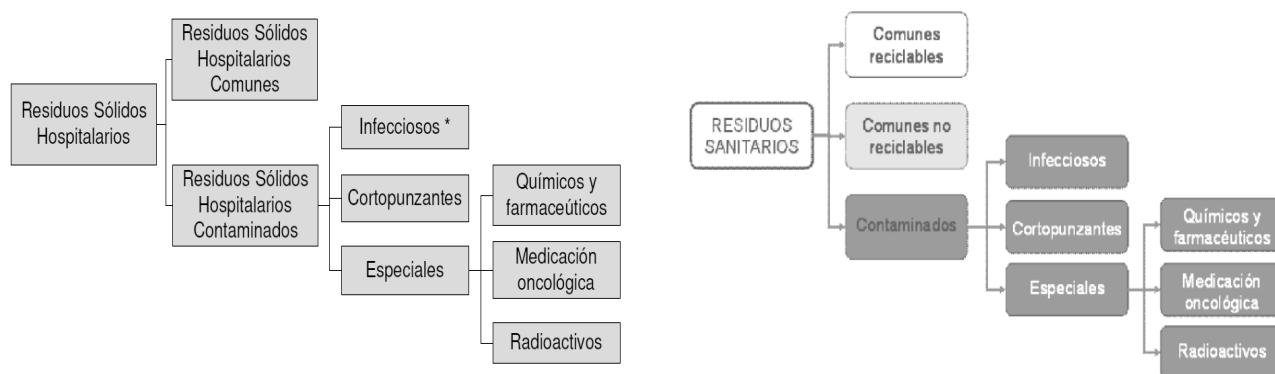 Residuos Sólidos
Hospitalarios
Residuos Sólidos
Hospitalarios
Comunes
Residuos Sólidos
Hospitalarios
Contaminados
Infecciosos *
Cortopunzantes
Especiales
Químicos y
farmaceúticos
Medicación
oncológica
Radioactivos
RESIDUOS
SANITARIOS
Comunes
reciclables
Comunes no
reciclables
Contaminados
Infecciosos
Cortopunzantes
Especiales
Químicos y
farmacéuticos
Medicación
oncológica
Radioactivos